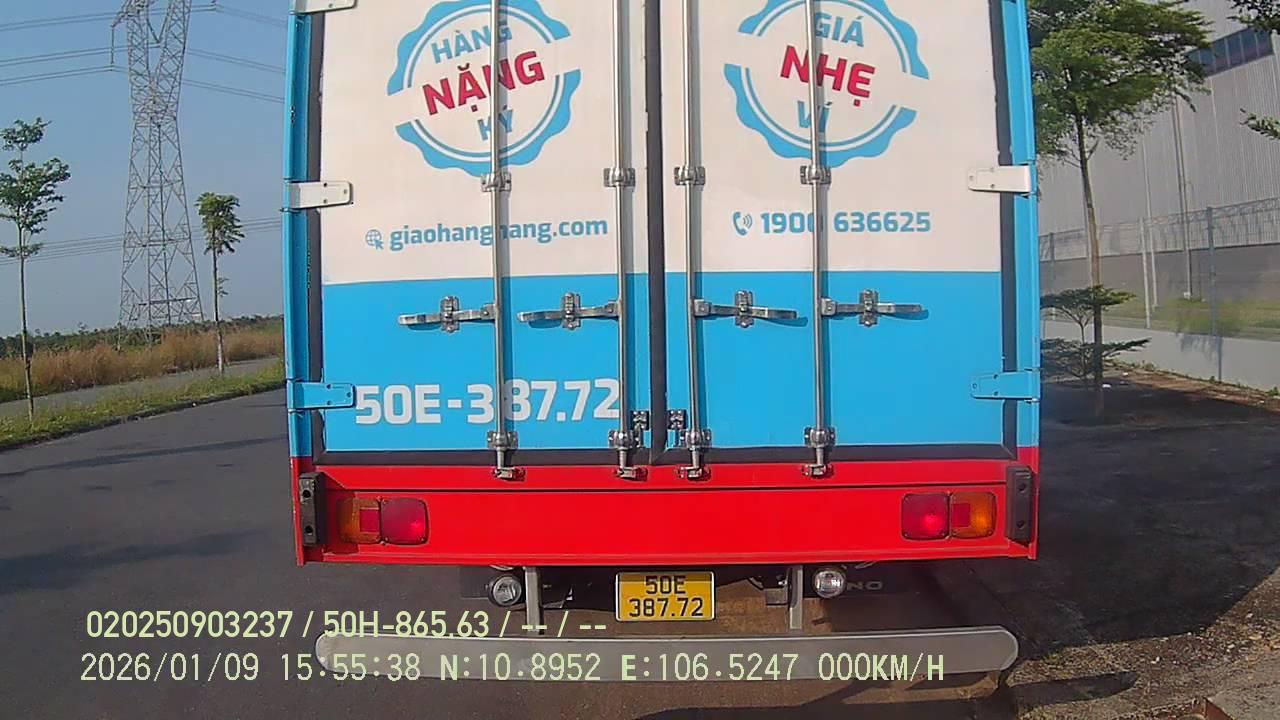 HÀNG
NẶNG
KÝ
GIÁ
NHẸ
VÍ
giaohangnang.com
1900 636625
50E-387.72
50E
387.72
020250903237 / 50H-865.63 / -- / --
2026/01/09 15:55:38 N:10.8952 E:106.5247 000KM/H